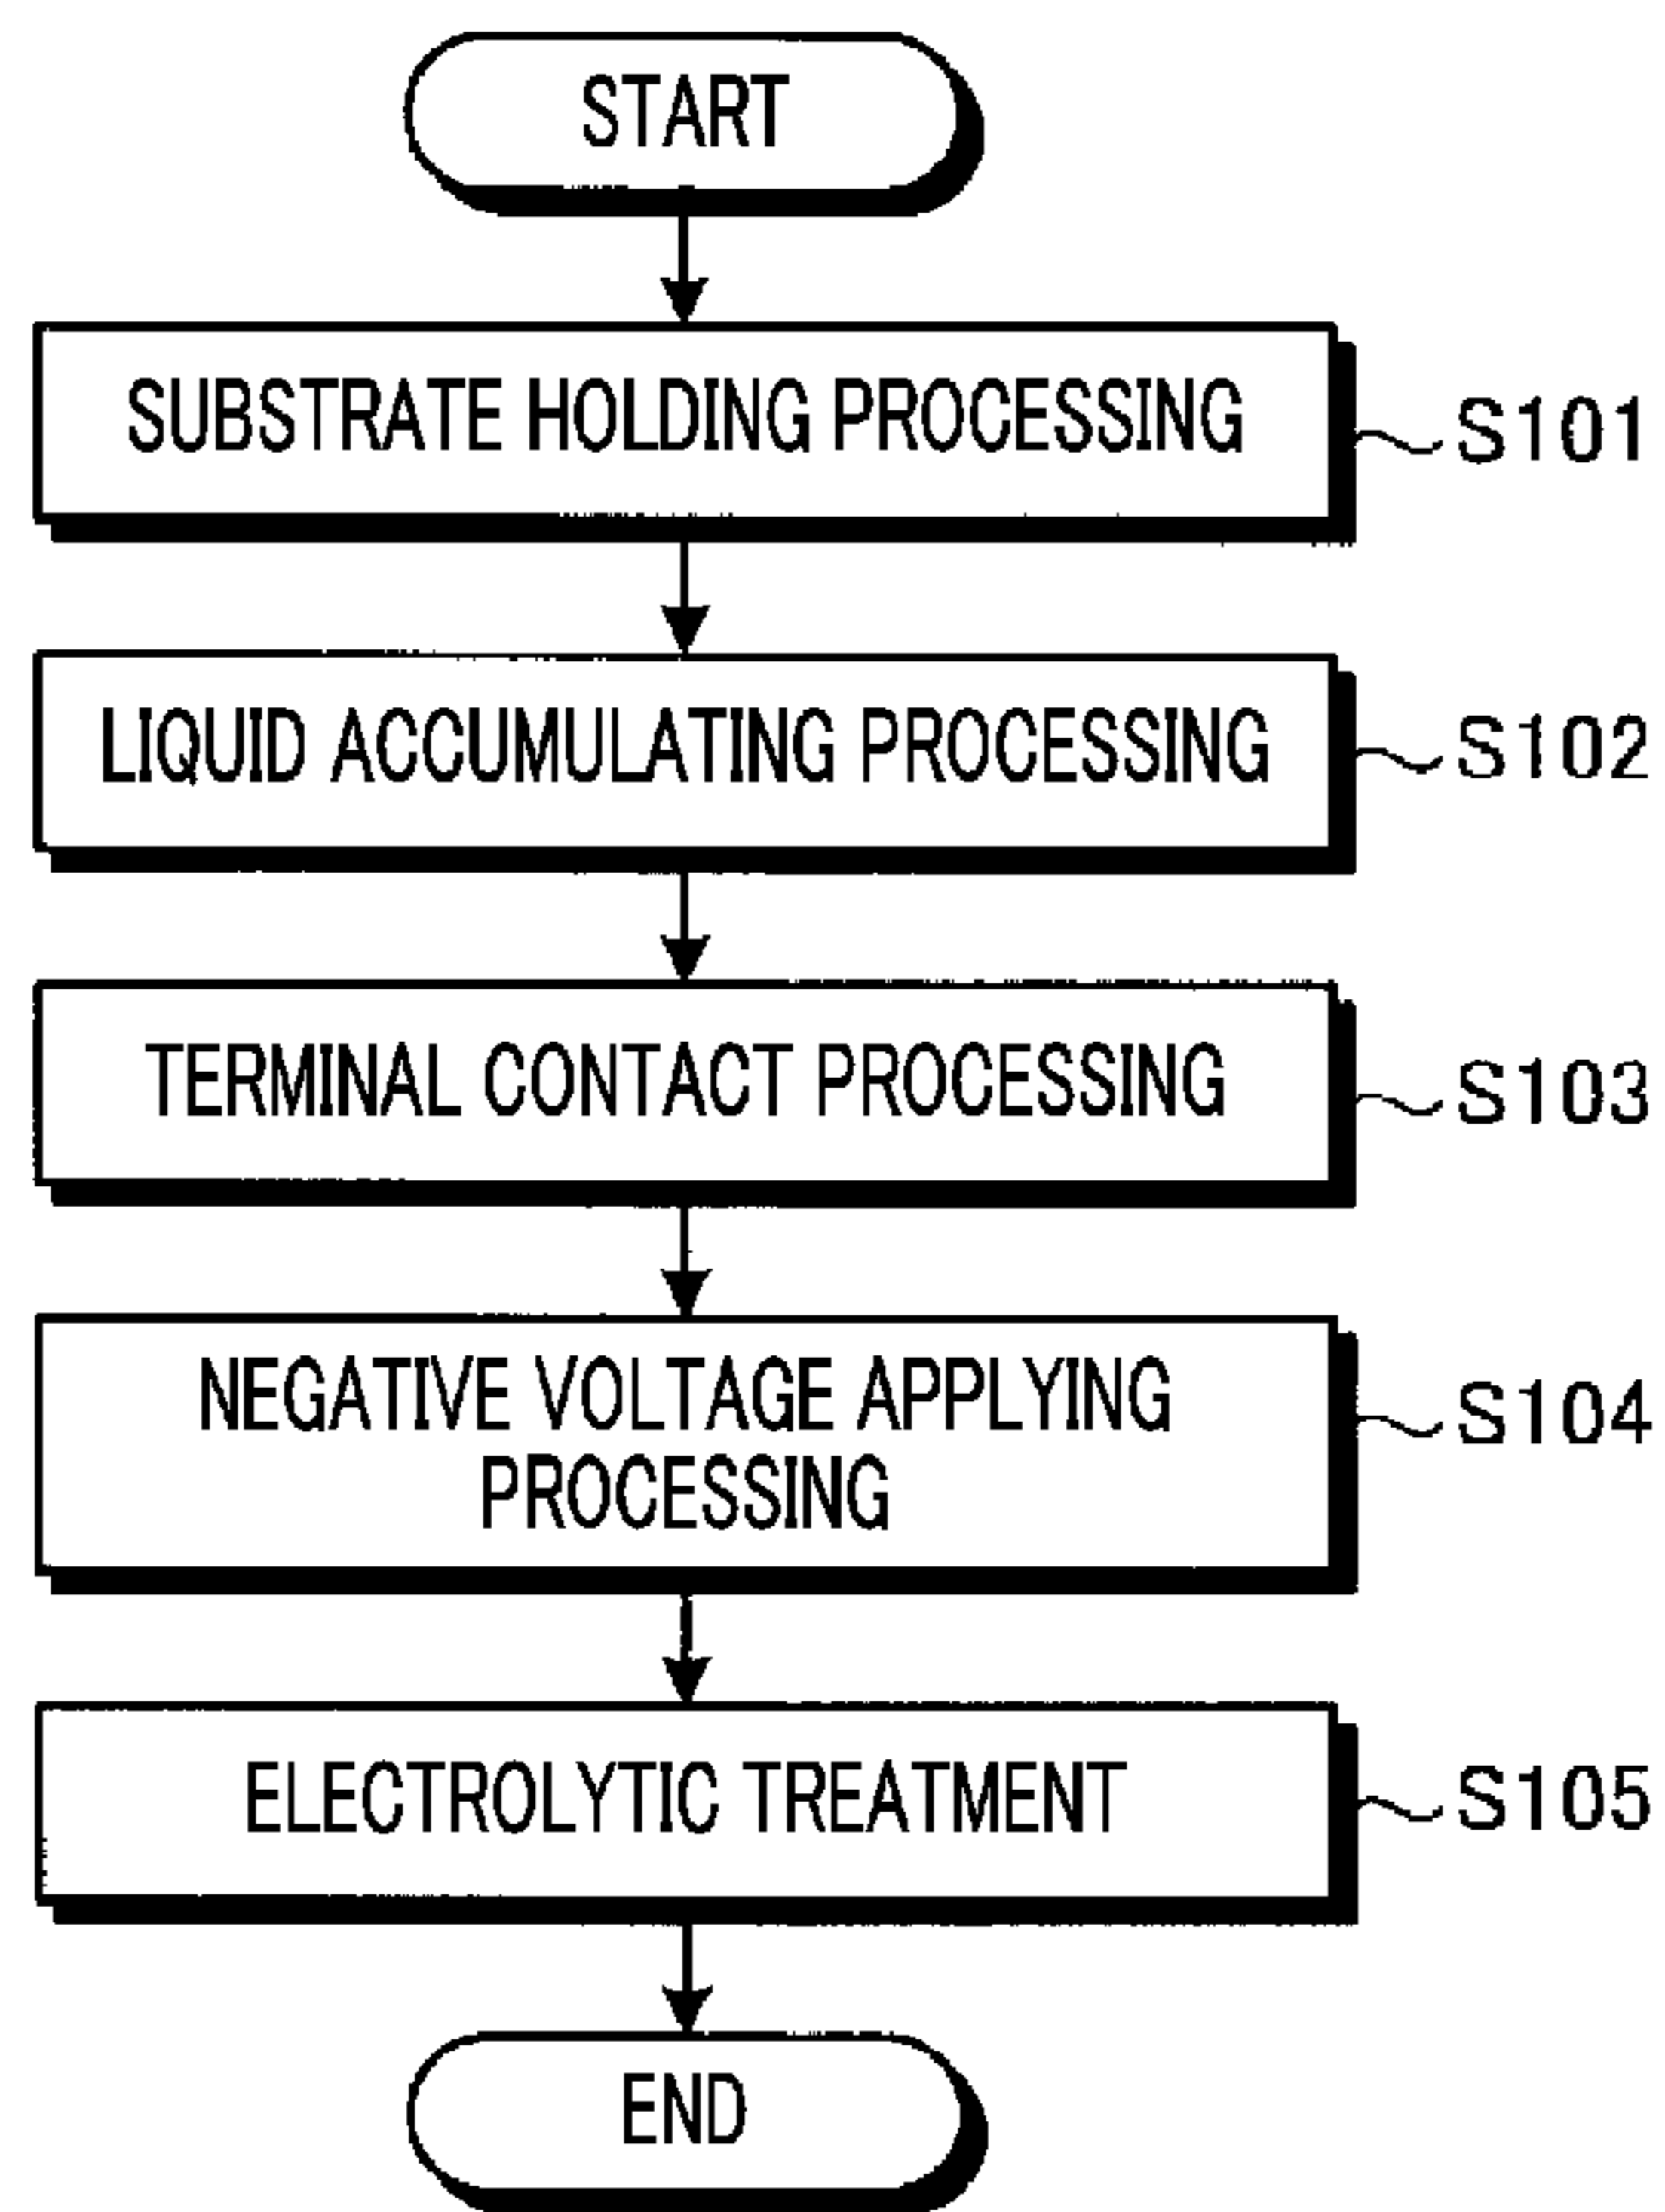 START
SUBSTRATE HOLDING PROCESSING
S101
LIQUID ACCUMULATING PROCESSING
S102
TERMINAL CONTACT PROCESSING
S103
NEGATIVE VOLTAGE APPLYING
PROCESSING
S104
ELECTROLYTIC TREATMENT
S105
END